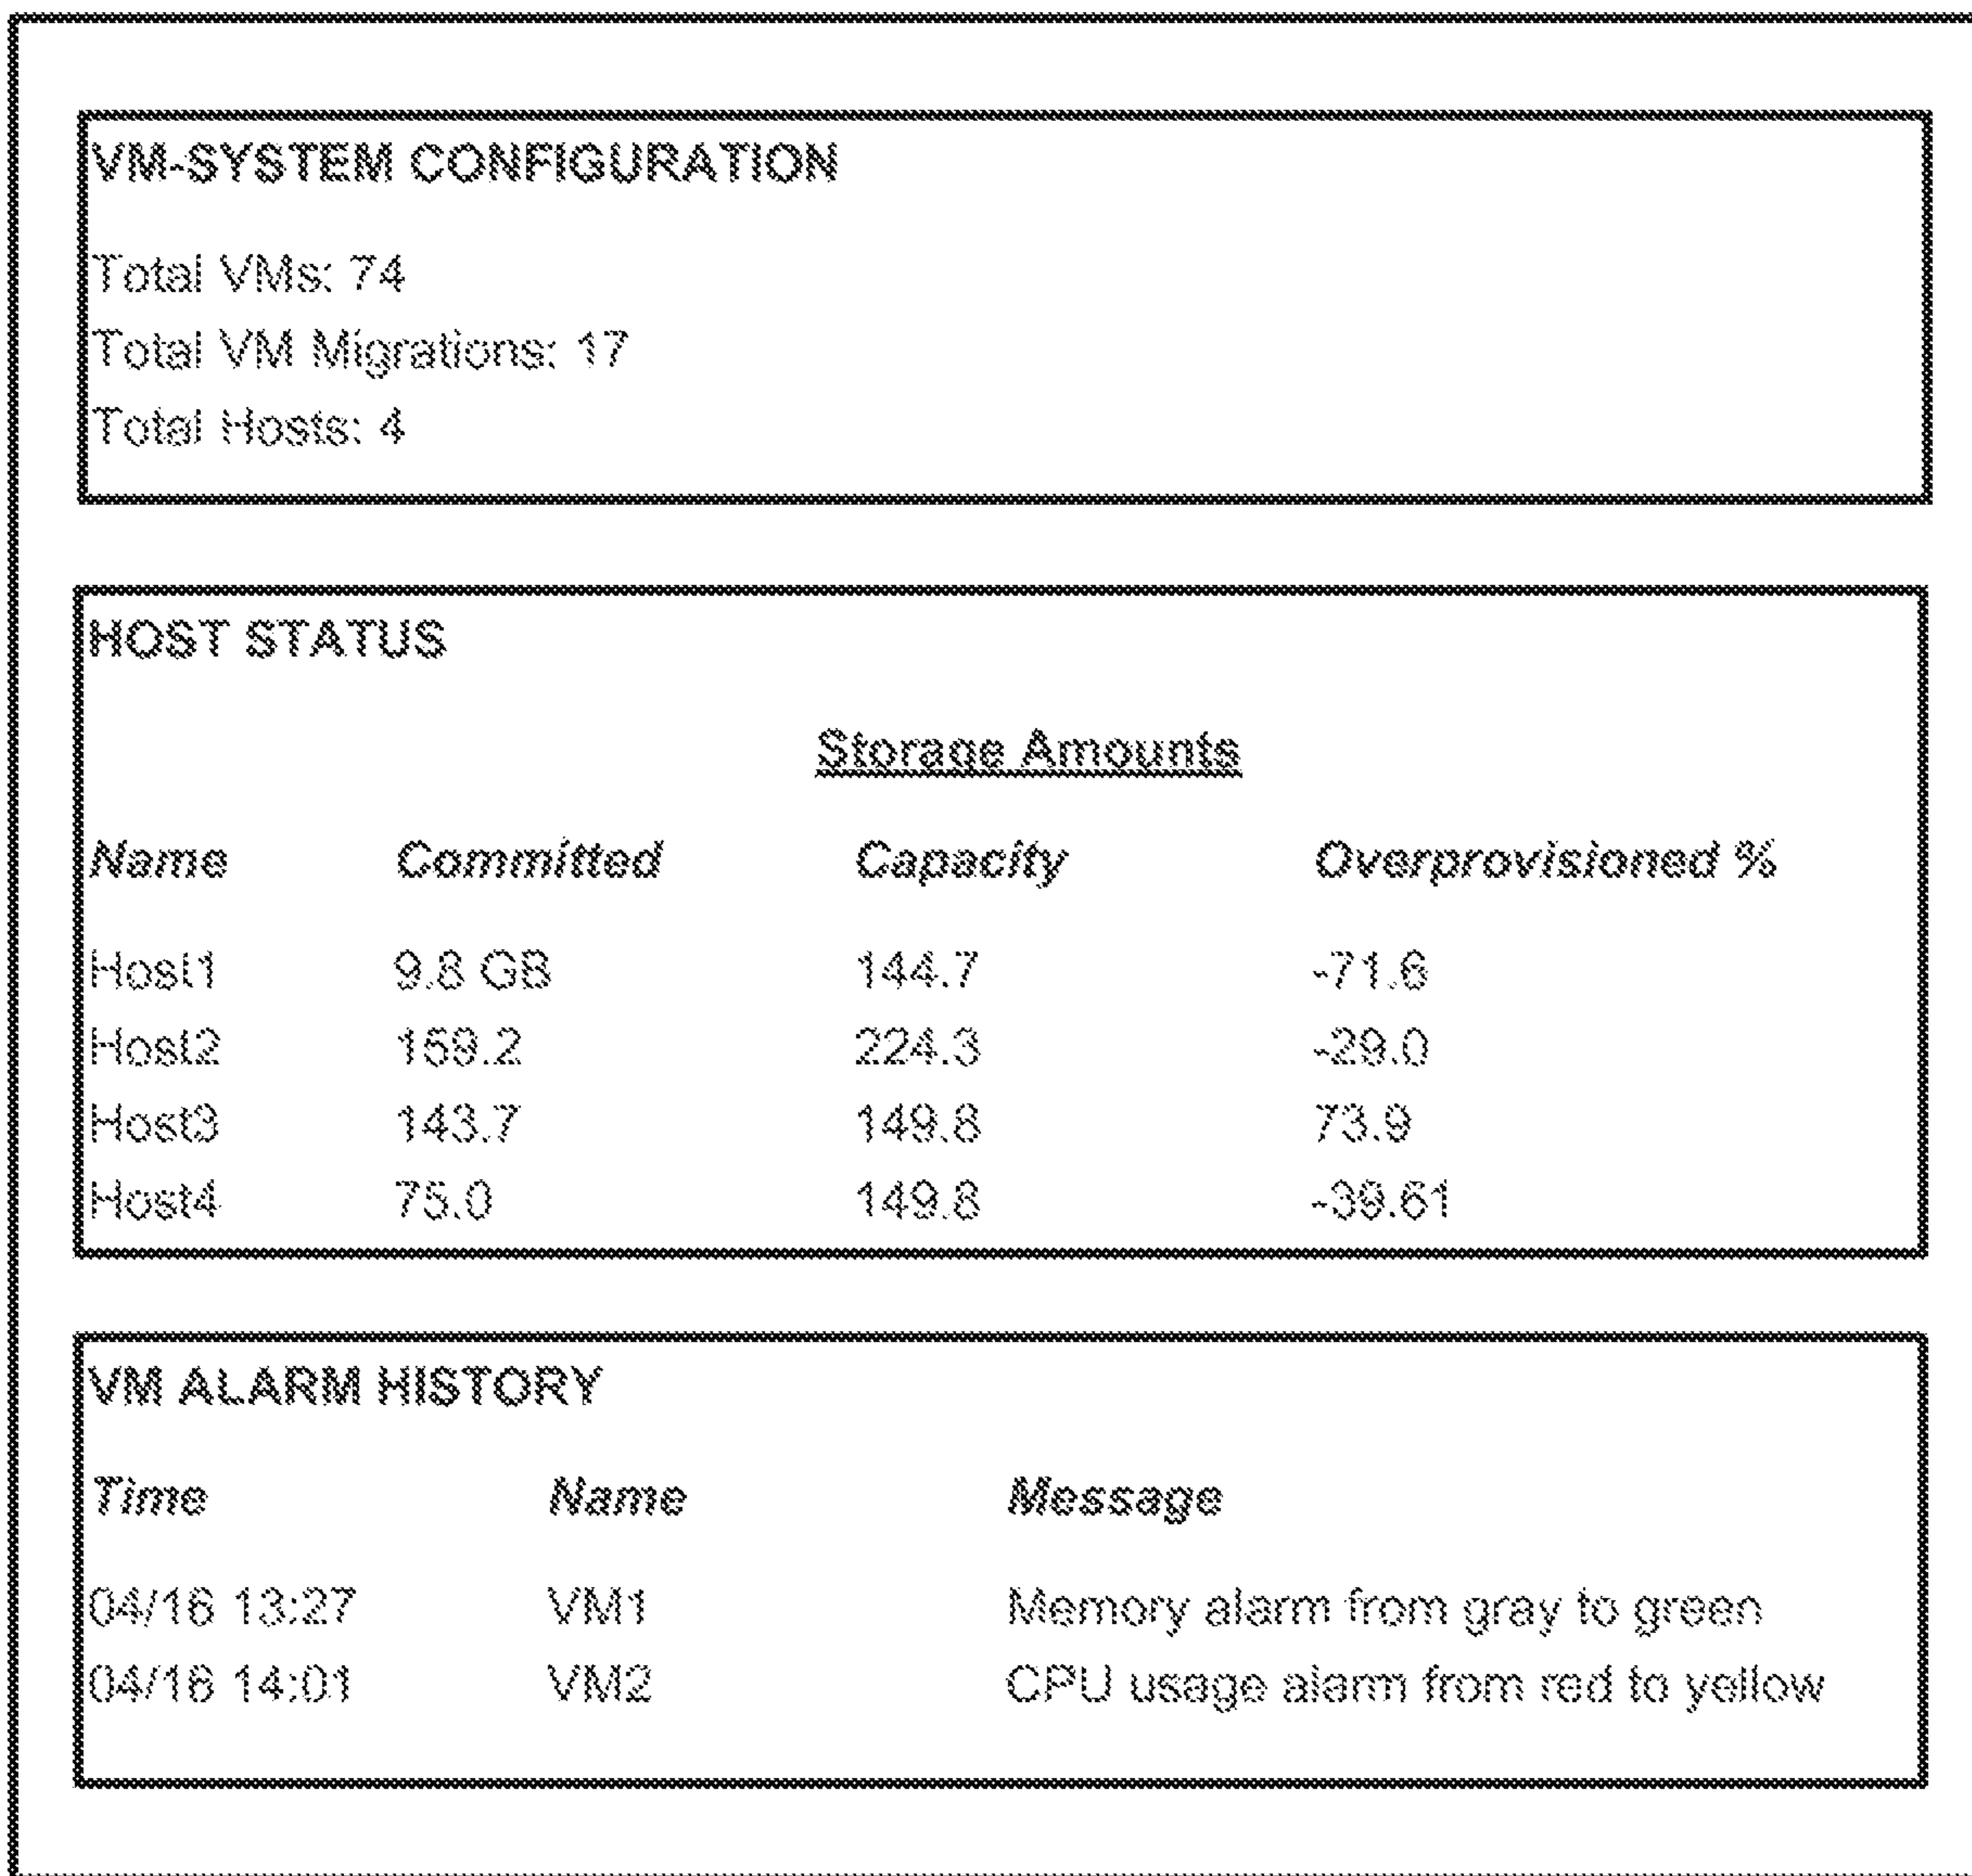 VM-SYSTEM CONFIGURATION
Total VMs: 74
Total VM Migrations: 17
Total Hosts: 4
HOST STATUS
Storage Amounts
Name Committed Capacity Overprovisioned %
Host1 9.8 GB 144.7 -71.6
Host2 159.2 224.3 -29.0
Host3 143.7 149.8 73.9
Host4 75.0 149.8 -39.61
VM ALARM HISTORY
Time Name Message
04/16 13:27 VM1 Memory alarm from gray to green
04/16 14:01 VM2 CPU usage alarm from red to yellow